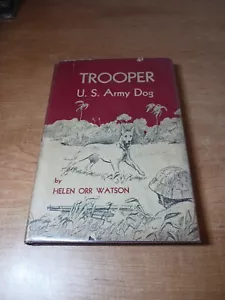 TROOPER
U. S. Army Dog
by
HELEN ORR WATSON